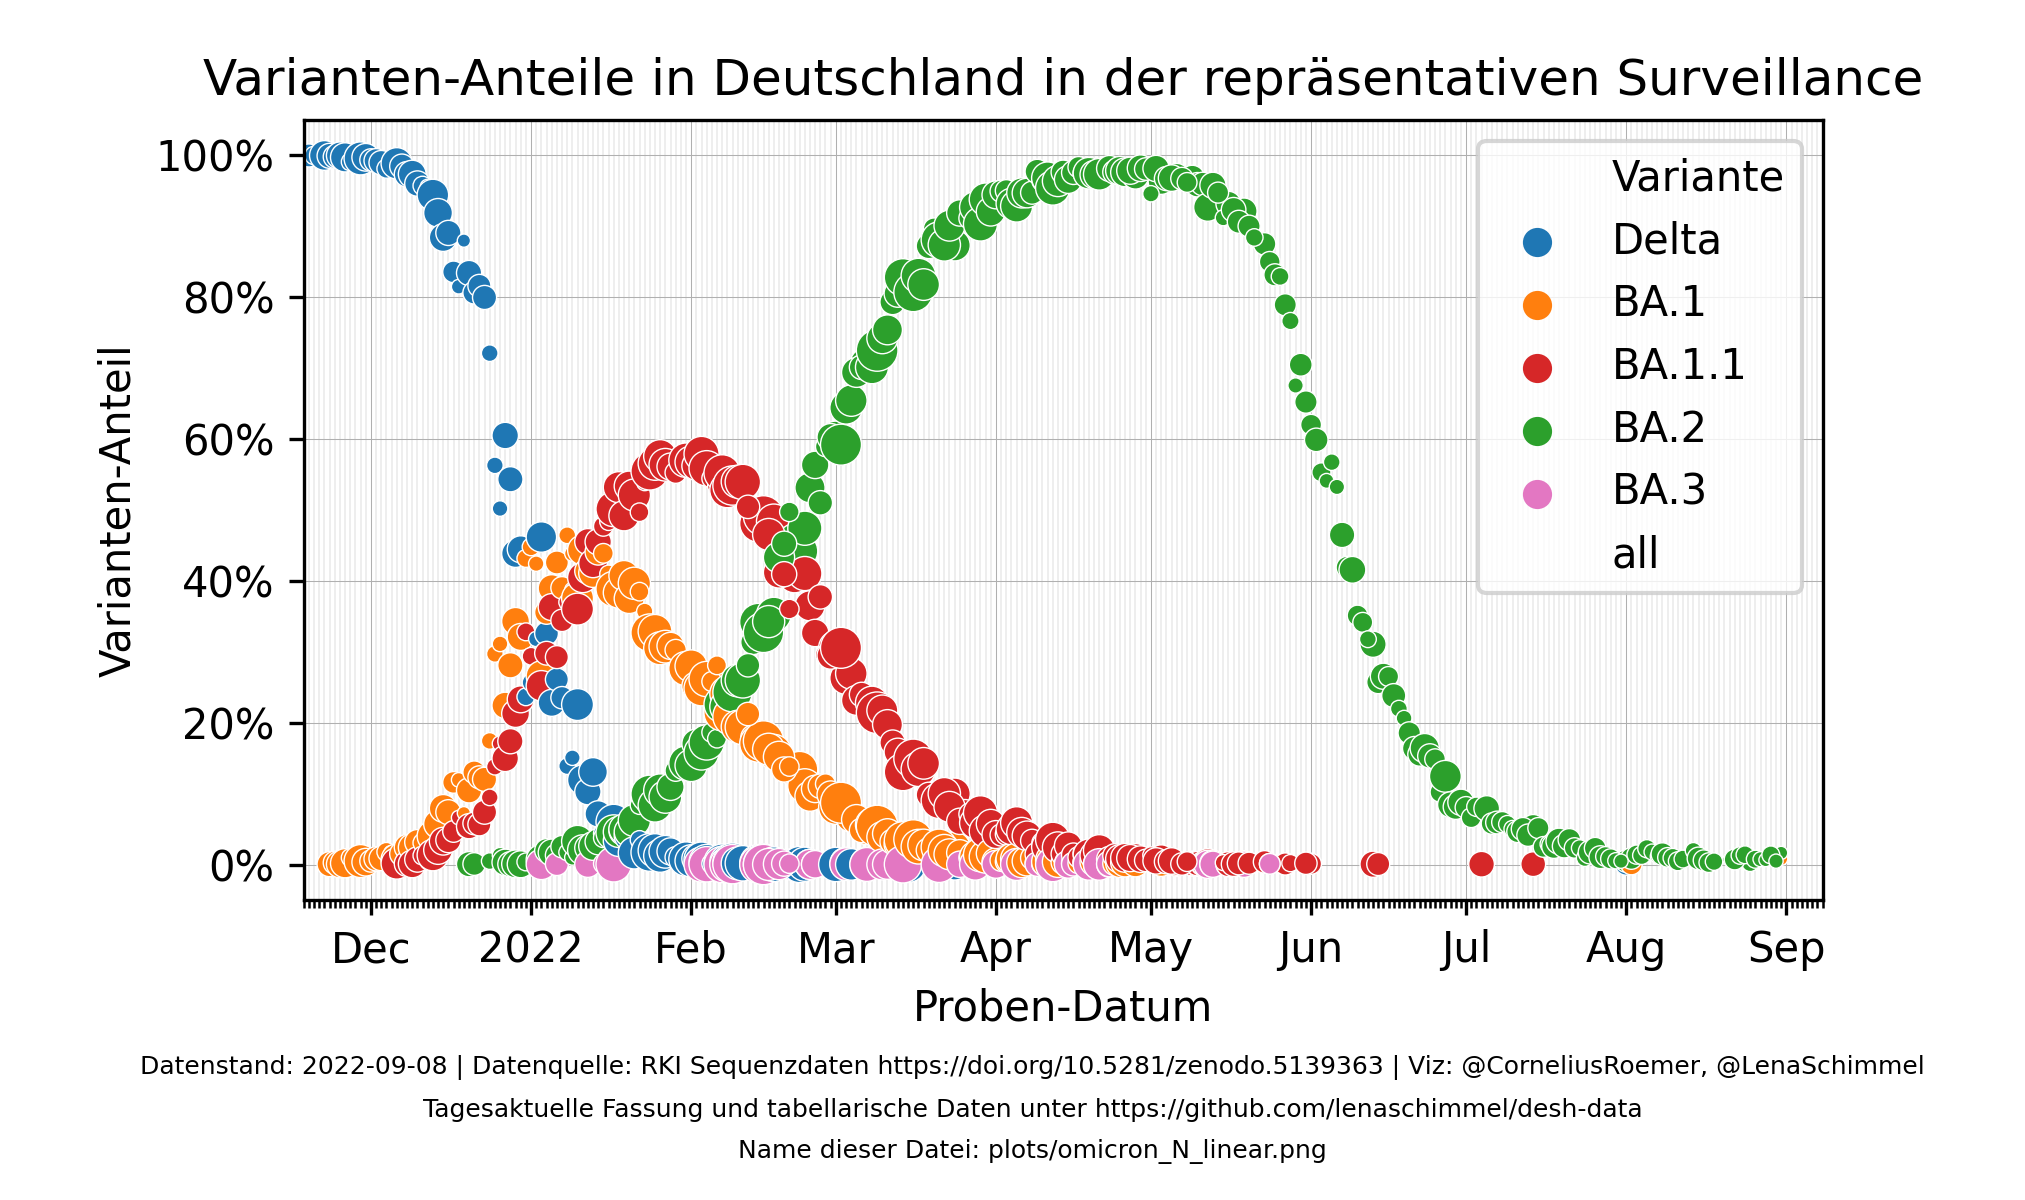 Varianten-Anteile in Deutschland in der repräsentativen Surveillance
Varianten-Anteil
100%
80%
60%
40%
20%
0%
Variante
Delta
BA.1
BA.1.1
BA.2
BA.3
all
Dec 2022 Feb Mar Apr May Jun Jul Aug Sep
Proben-Datum
Datenstand: 2022-09-08 | Datenquelle: RKI Sequenzdaten https://doi.org/10.5281/zenodo.5139363 | Viz: @CorneliusRoemer, @LenaSchimmel
Tagesaktuelle Fassung und tabellarische Daten unter https://github.com/lenaschimmel/desh-data
Name dieser Datei: plots/omicron_N_linear.png